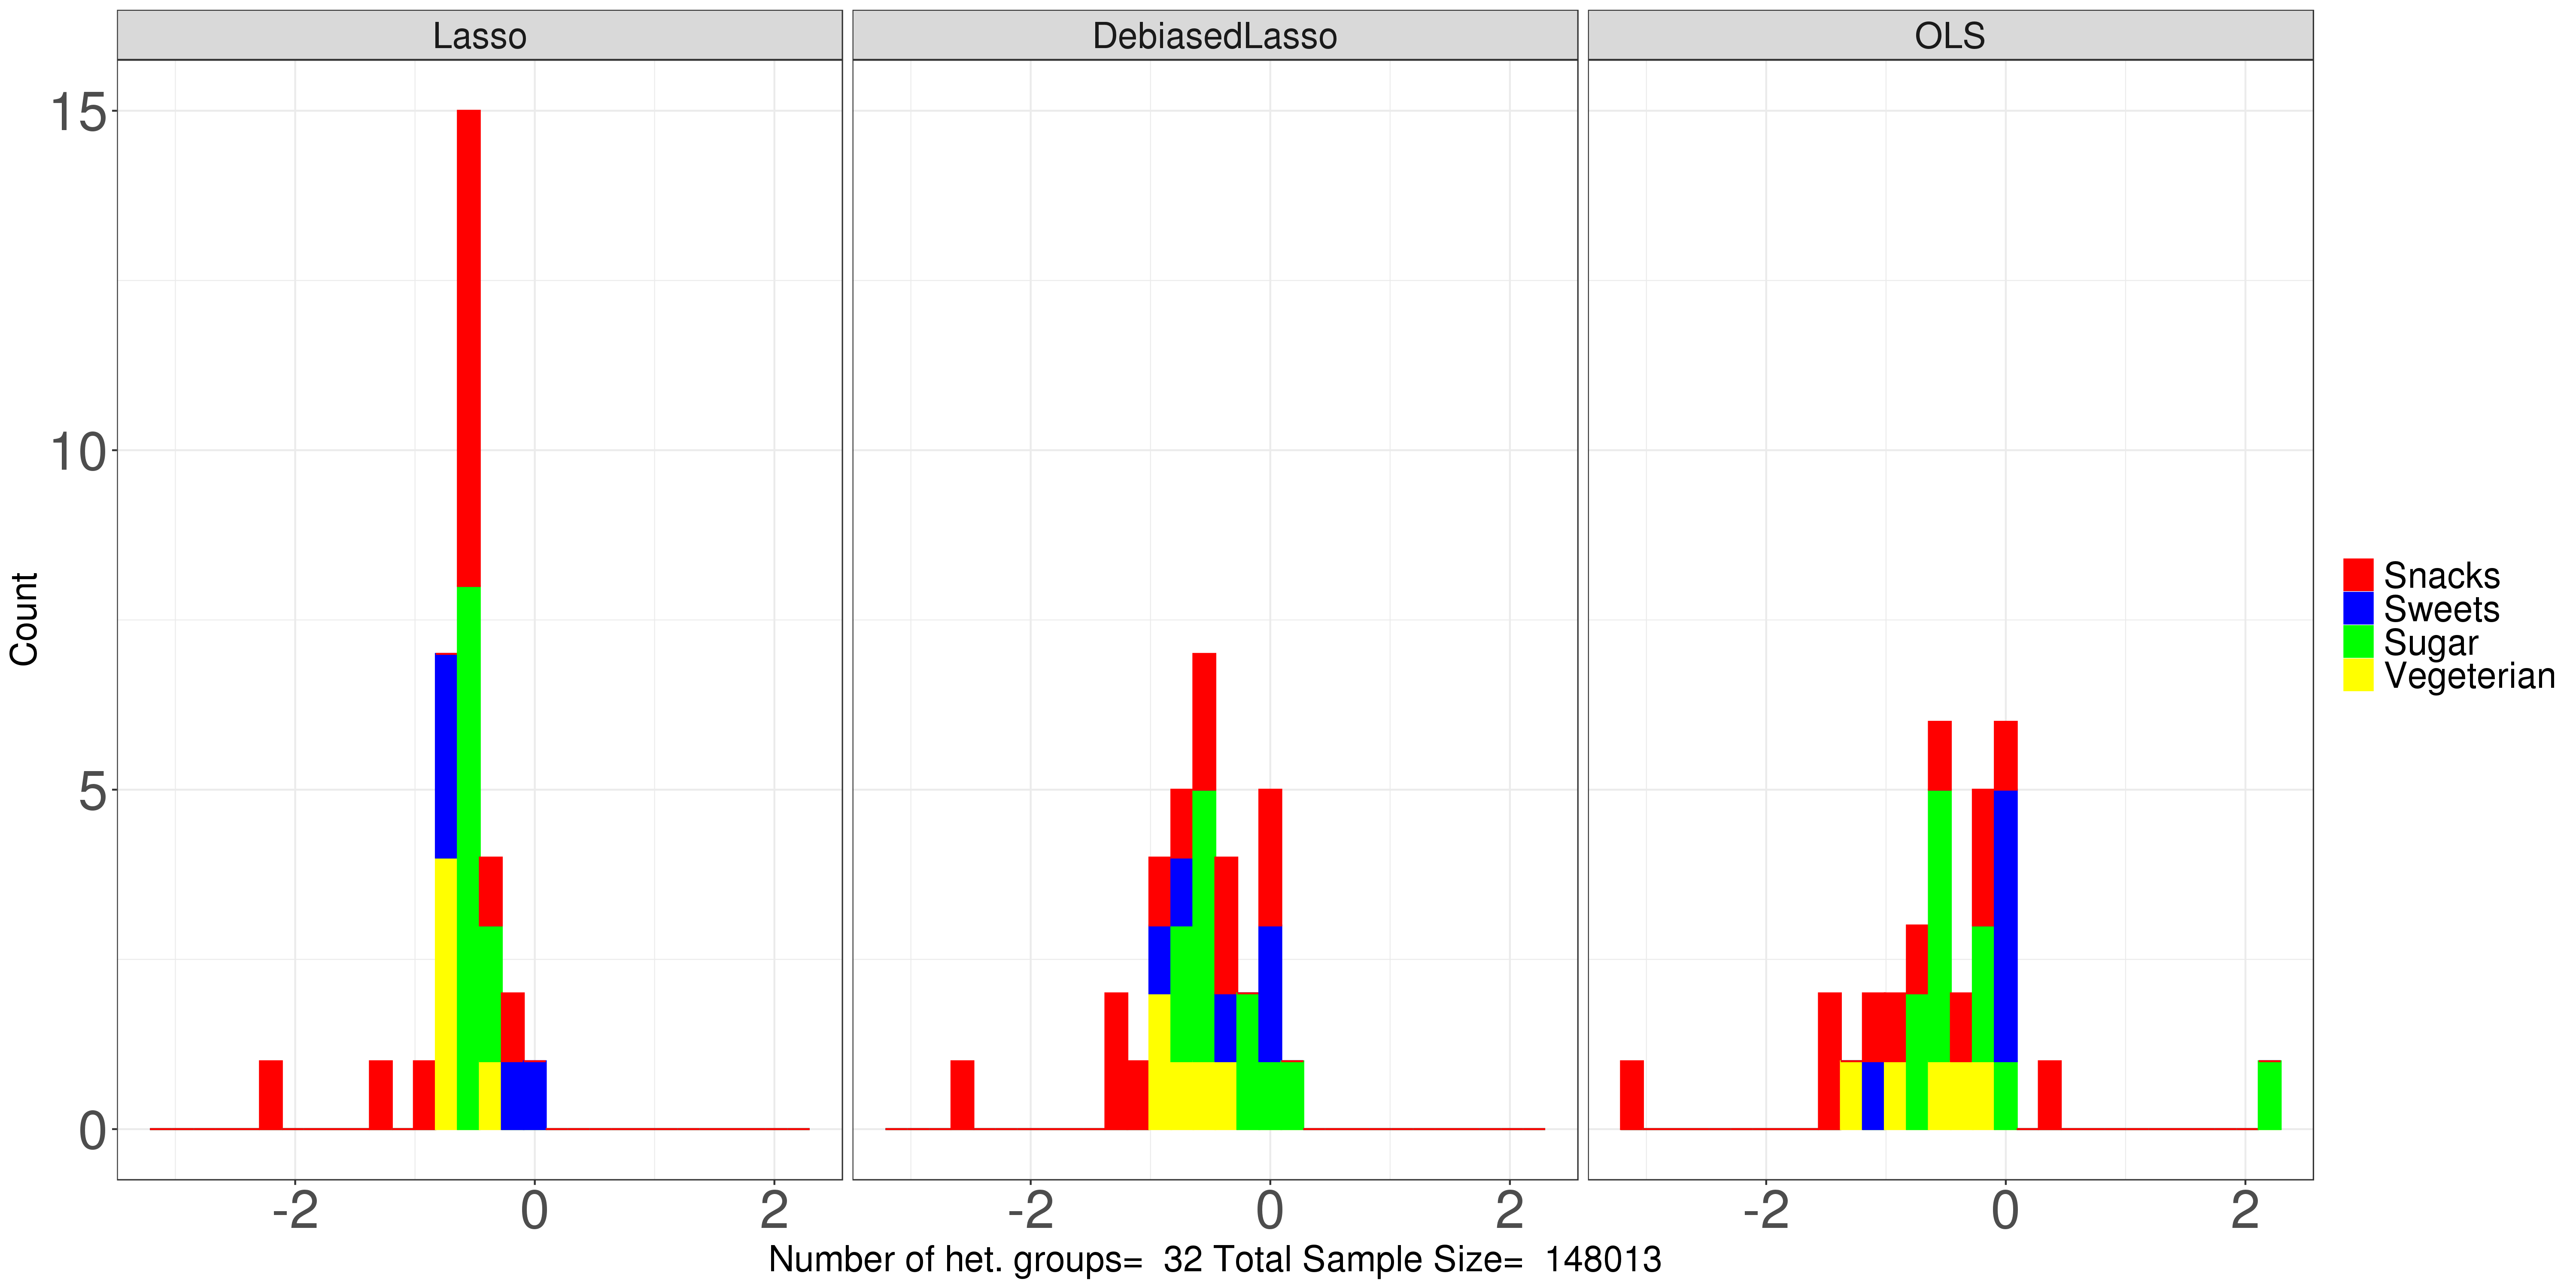 Lasso
DebiasedLasso
OLS
15
10
5
0
Count
-2 0 2
-2 0 2
-2 0 2
Number of het. groups= 32 Total Sample Size= 148013
Snacks
Sweets
Sugar
Vegeterian